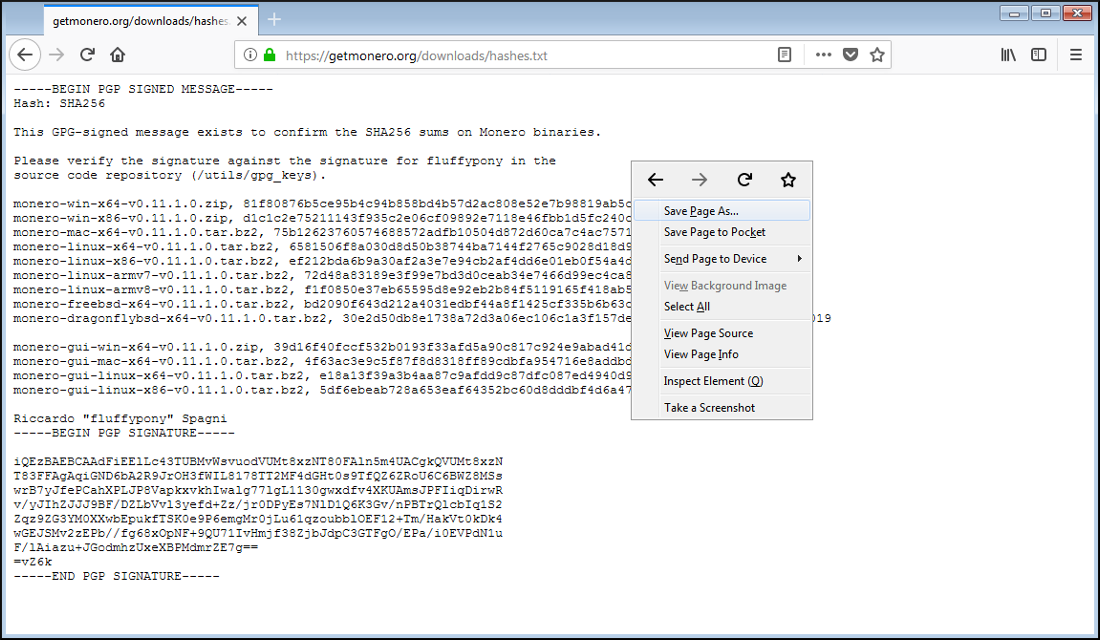 getmonero.org/downloads/hashes.
https://getmonero.org/downloads/hashes.txt
-----BEGIN PGP SIGNED MESSAGE-----
Hash: SHA256
This GPG-signed message exists to confirm the SHA256 sums on Monero binaries.
Please verify the signature against the signature for fluffypony in the
source code repository (/utils/gpg_keys).
monero-win-x64-v0.11.1.0.zip, 81f80876b5ce95b4c94b858bd4b57d2ac808e52e7b98819ab5c
monero-win-x86-v0.11.1.0.zip, d1c1c2e75211143f935c2e06cf09892e7118e46fbb1d5fc240c
monero-mac-x64-v0.11.1.0.tar.bz2, 75b12623760574688572adfb10504d872d60ca7c4ac7571
monero-linux-x64-v0.11.1.0.tar.bz2, 6581506f8a030d8d50b38744ba7144f2765c9028d18d9
monero-linux-x86-v0.11.1.0.tar.bz2, ef212bda6b9a30af2a3e7e94cb2af4dd6e01eb0f54a4d
monero-linux-armv7-v0.11.1.0.tar.bz2, 72d48a83189e3f99e7bd3d0ceab34e7466d99ec4ca8
monero-linux-armv8-v0.11.1.0.tar.bz2, f1f0850e37eb65595d8e92eb2b84f5119165f418ab5
monero-freebsd-x64-v0.11.1.0.tar.bz2, bd2090f643d212a4031edbf44a8f1425cf335b6b63c
monero-dragonflybsd-x64-v0.11.1.0.tar.bz2, 30e2d50db8e1738a72d3a06ec106c1a3f157de 019
monero-gui-win-x64-v0.11.1.0.zip, 39d16f40fccf532b0193f33afd5a90c817c924e9abad41d
monero-gui-mac-x64-v0.11.1.0.tar.bz2, 4f63ac3e9c5f87f8d8318ff89cdbfa954716e8addbd
monero-gui-linux-x64-v0.11.1.0.tar.bz2, e18a13f39a3b4aa87c9afdd9c87dfc087ed4940d9
monero-gui-linux-x86-v0.11.1.0.tar.bz2, 5df6ebeab728a653eaf64352bc60d8dddbf4d6a47
Riccardo "fluffypony" Spagni
-----BEGIN PGP SIGNATURE-----
iQEzBAEBCAAdFiEElLc43TUBMvWsvuodVUMt8xzNT80FAln5m4UACgkQVUMt8xzN
T83FFAgAqiGND6bA2R9JrOH3fWIL8178TT2MF4dGHt0s9TfQZ6ZRoU6C6BWZ8MSs
wrB7yJfePCahXPLJP8VapkxvkhIwalg77lgL1130gwxdfv4XKUAmsJPFIiqDirwR
v/yJIhZJJJ9BF/DZLbVvl3yefd+Zz/jr0DPyEs7NlD1Q6K3Gv/nPBTrQlcbIq1S2
Zqz9ZG3YM0XXwbEpukfTSK0e9P6emgMr0jLu61qzoubblOEF12+Tm/HakVt0kDk4
wGEJSMv2zEPb//fg68xOpNF+9QU71IvHmjf38ZjbJdpC3GTFgO/EPa/i0EVPdN1u
F/lAiazu+JGodmhzUxeXBPMdmrZE7g==
=vZ6k
-----END PGP SIGNATURE-----
Save Page As...
Save Page to Pocket
Send Page to Device
View Background Image
Select All
View Page Source
View Page Info
Inspect Element (Q)
Take a Screenshot